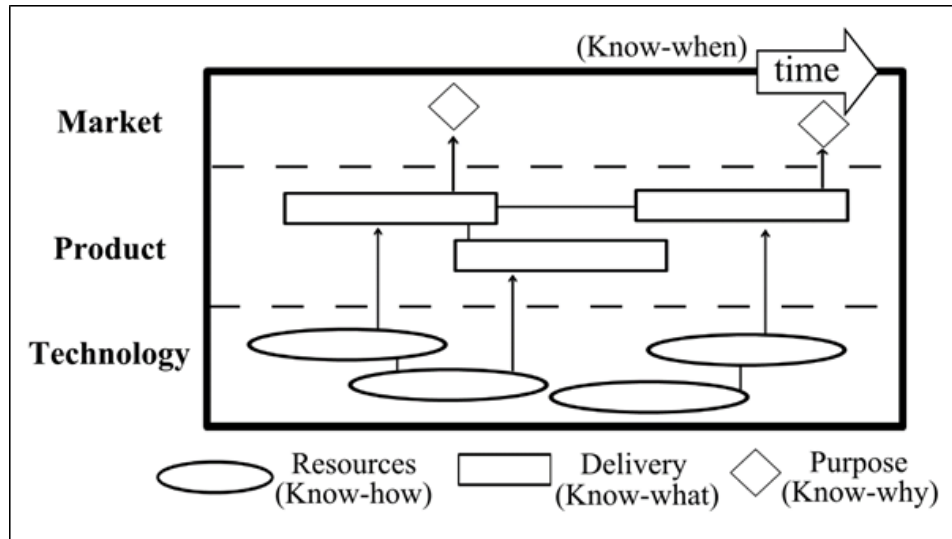 (Know-when)
time
Market
Product
Technology
Resources
(Know-how)
Delivery
(Know-what)
Purpose
(Know-why)